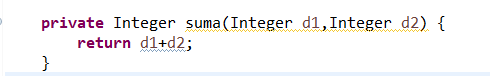 private Integer suma(Integer d1,Integer d2) {
return d1+d2;
}